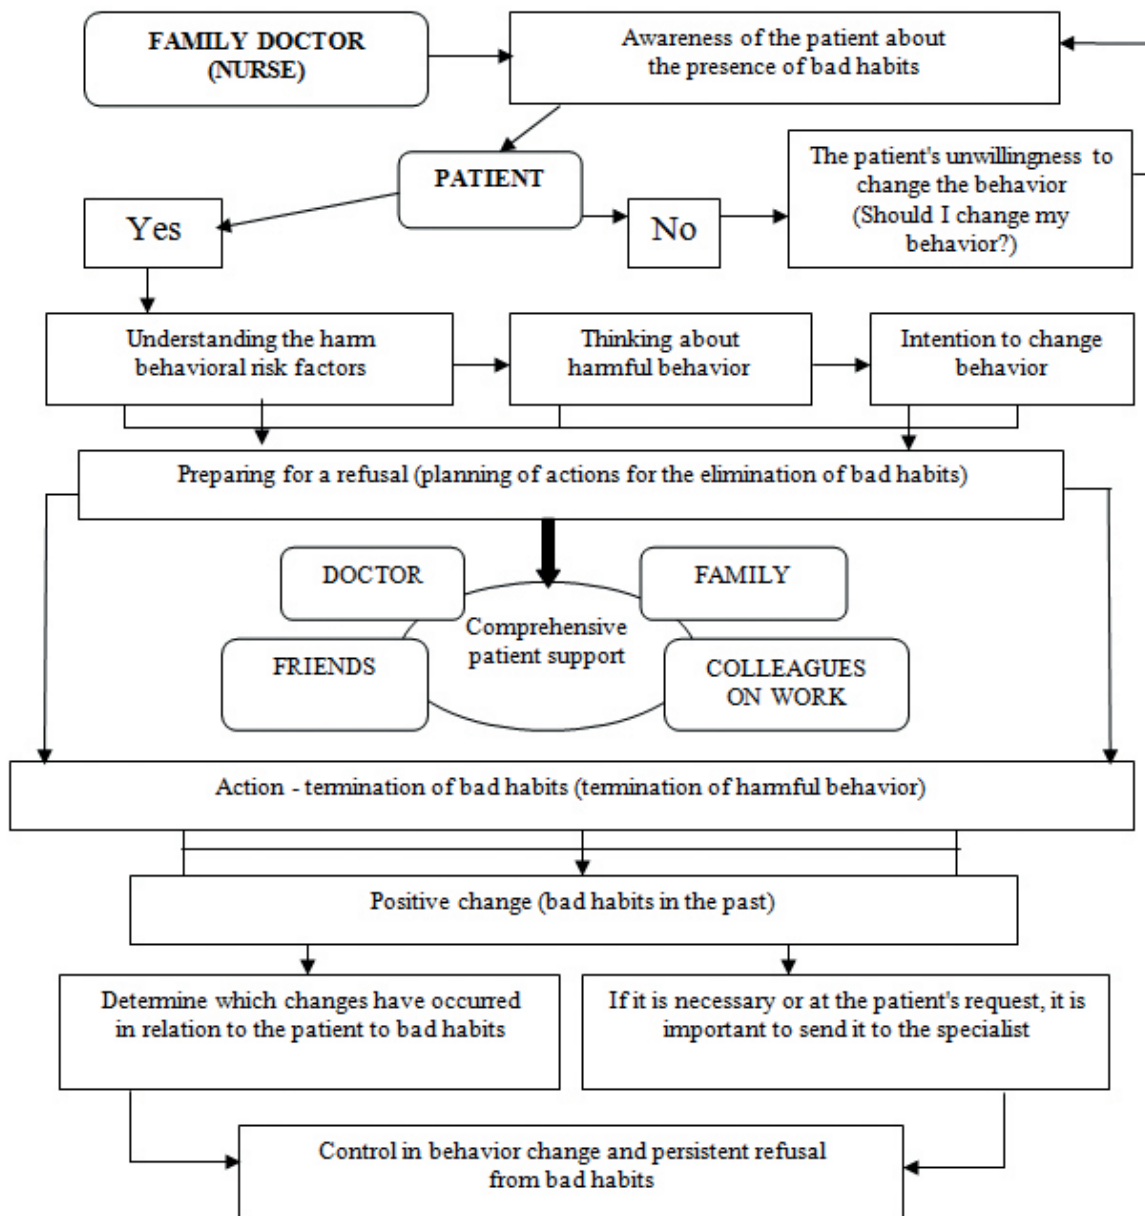 FAMILY DOCTOR
(NURSE)
Awareness of the patient about
the presence of bad habits
PATIENT
The patient's unwillingness to
change the behavior
(Should I change my
behavior?)
Yes
No
Understanding the harm
behavioral risk factors
Thinking about
harmful behavior
Intention to change
behavior
Preparing for a refusal (planning of actions for the elimination of bad habits)
DOCTOR
FAMILY
Comprehensive
patient support
FRIENDS
COLLEAGUES
ON WORK
Action - termination of bad habits (termination of harmful behavior)
Positive change (bad habits in the past)
Determine which changes have occurred
in relation to the patient to bad habits
If it is necessary or at the patient's request, it is
important to send it to the specialist
Control in behavior change and persistent refusal
from bad habits